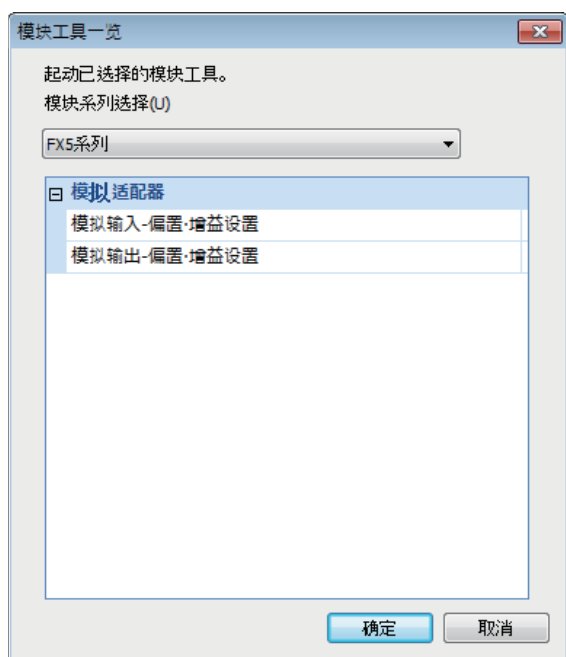 模块工具一览
起动已选择的模块工具。
模块系列选择(U)
FX5系列
模拟适配器
模拟输入-偏置·增益设置
模拟输出-偏置·增益设置
确定 取消